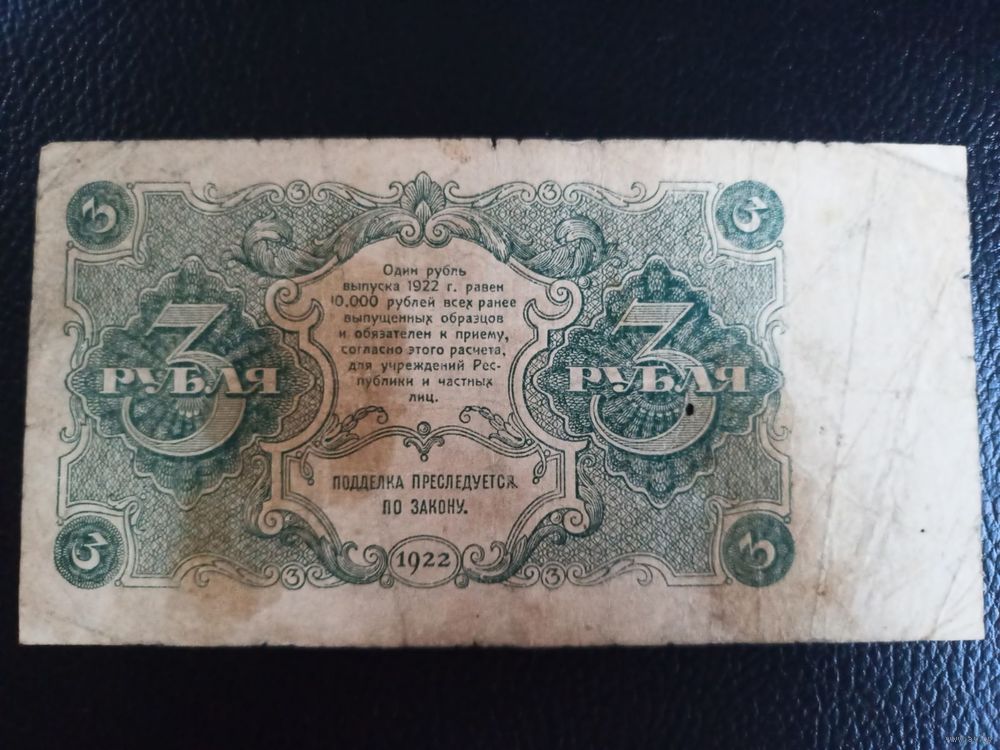 3 3 3 3
Один рубль
выпуска 1922 г. равен
10.000 рублей всех ранее
выпущенных образцов
и обязателен к приему,
согласно этого расчета,
для учреждений Рес-
публики и частных
лиц.
3 РУБЛЯ 3 РУБЛЯ
ПОДДЕЛКА ПРЕСЛЕДУЕТСЯ
ПО ЗАКОНУ.
3 3 1922 3 3